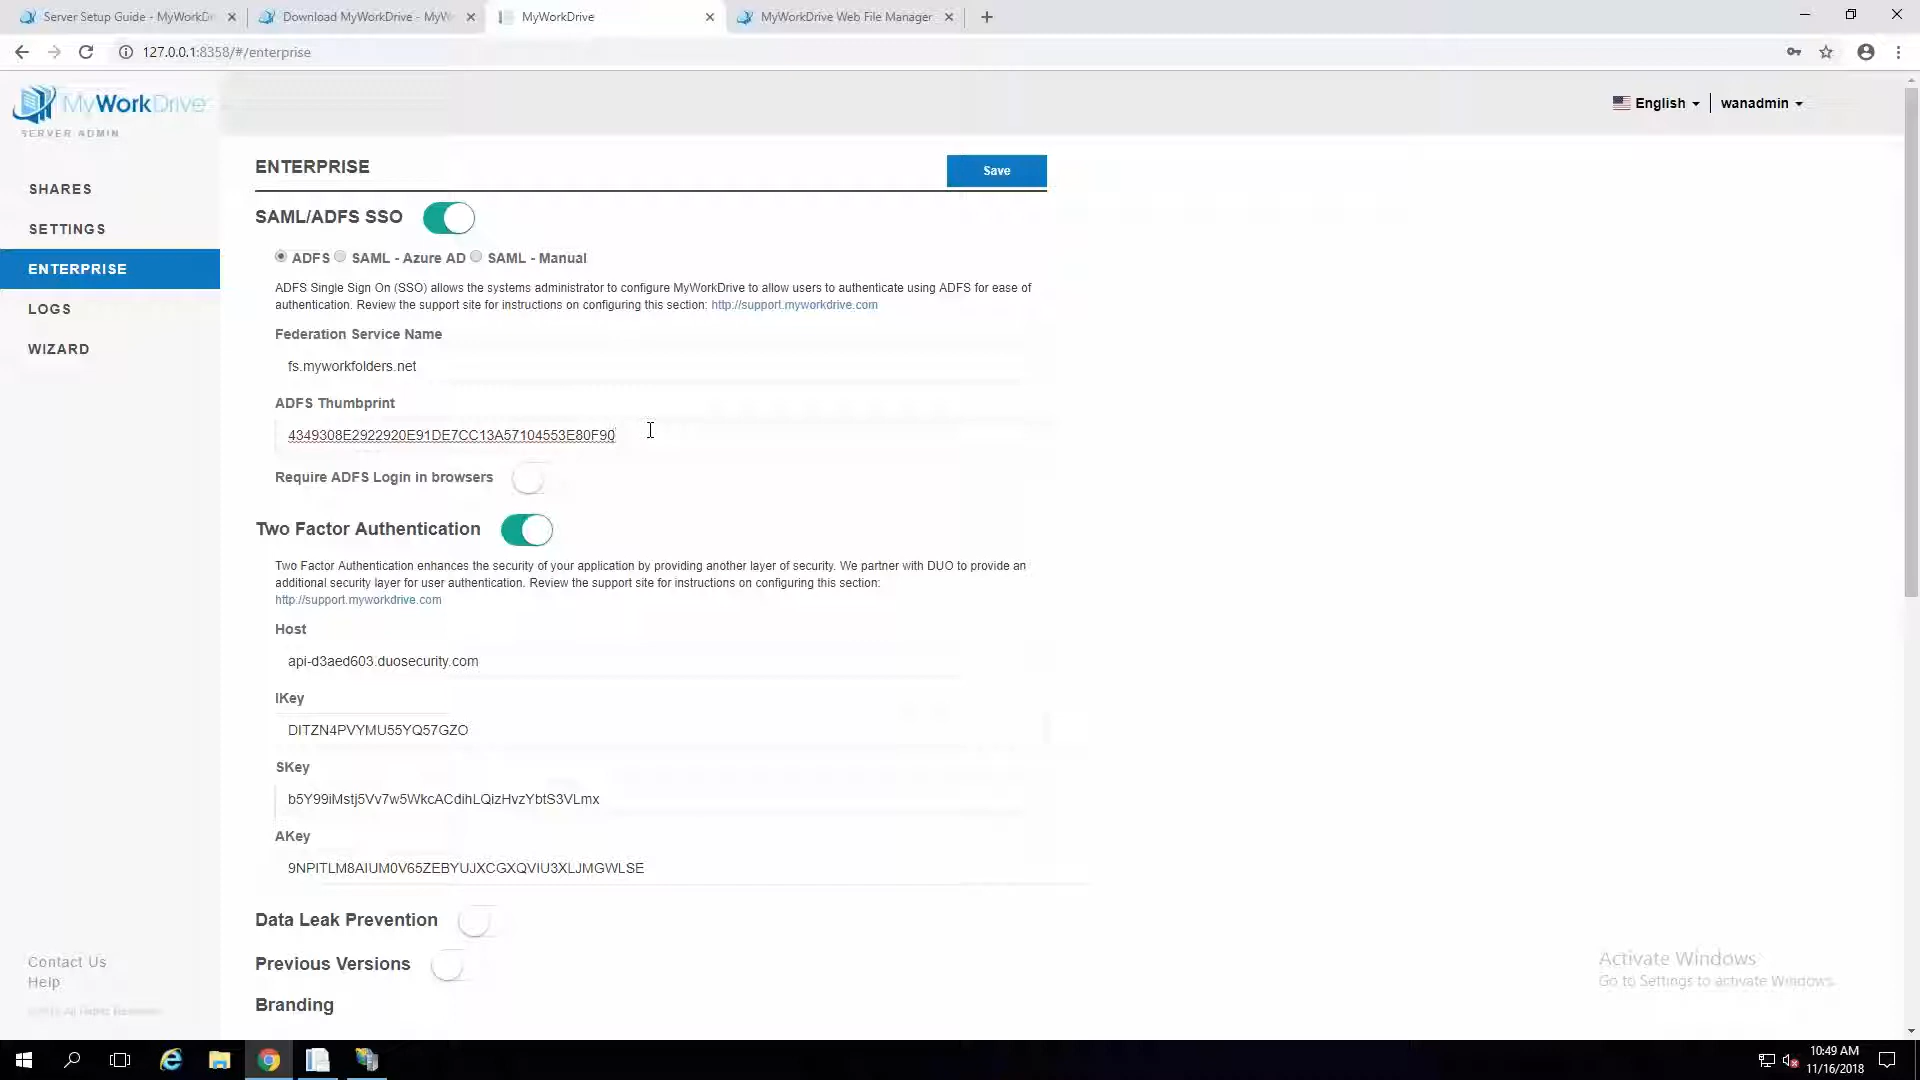 Server Setup Guide - MyWorkDr
Download MyWorkDrive - MyW
MyWorkDrive
MyWorkDrive Web File Manager
127.0.0.1:8358/#/enterprise
MyWorkDrive
SERVER ADMIN
English
wanadmin
SHARES
SETTINGS
ENTERPRISE
LOGS
WIZARD
ENTERPRISE
Save
SAML/ADFS SSO
ADFS SAML - Azure AD SAML - Manual
ADFS Single Sign On (SSO) allows the systems administrator to configure MyWorkDrive to allow users to authenticate using ADFS for ease of
authentication. Review the support site for instructions on configuring this section: http://support.myworkdrive.com
Federation Service Name
fs.myworkfolders.net
ADFS Thumbprint
4349308E2922920E91DE7CC13A57104553E80F90
Require ADFS Login in browsers
Two Factor Authentication
Two Factor Authentication enhances the security of your application by providing another layer of security. We partner with DUO to provide an
additional security layer for user authentication. Review the support site for instructions on configuring this section:
http://support.myworkdrive.com
Host
api-d3aed603.duosecurity.com
IKey
DITZN4PVYMU55YQ57GZO
SKey
b5Y99iMstj5Vv7w5WkcACdihLQizHvzYbtS3VLmx
AKey
9NPITLM8AIUM0V65ZEBYUJXCGXQVIU3XLJMGWLSE
Data Leak Prevention
Previous Versions
Branding
Contact Us
Help
All Rights Reserved
Activate Windows
Go to Settings to activate Windows.
10:49 AM
11/16/2018